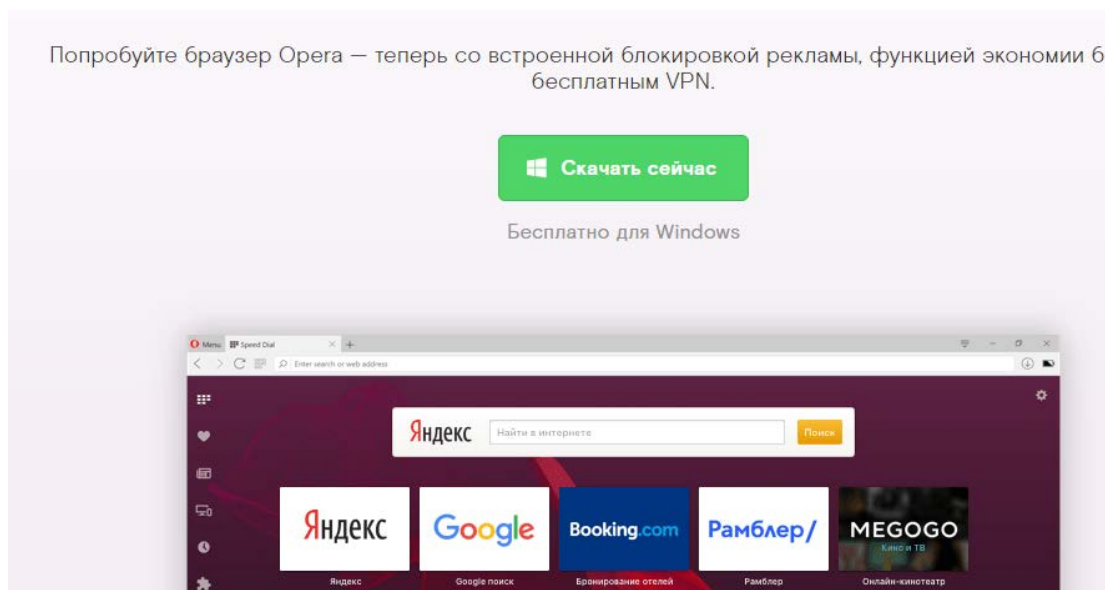 Попробуйте браузер Opera — теперь со встроенной блокировкой рекламы, функцией экономии б
бесплатным VPN.
Скачать сейчас
Бесплатно для Windows
Menu Speed Dial
Enter search or web address
Яндекс Найти в интернете Поиск
Яндекс Google Booking.com Рамблер/ MEGOGO
Кино и ТВ
Яндекс Google поиск Бронирование отелей Рамблер Онлайн-кинотеатр